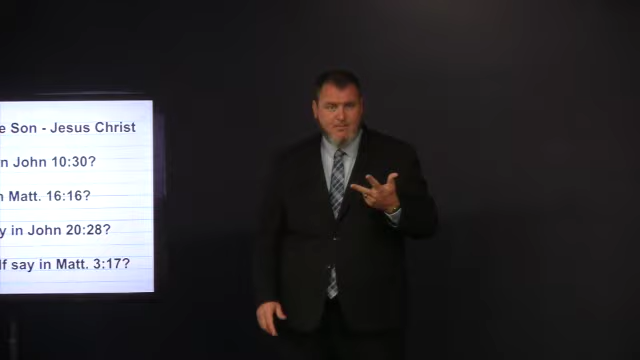 e Son - Jesus Christ
n John 10:30?
Matt. 16:16?
y in John 20:28?
lf say in Matt. 3:17?